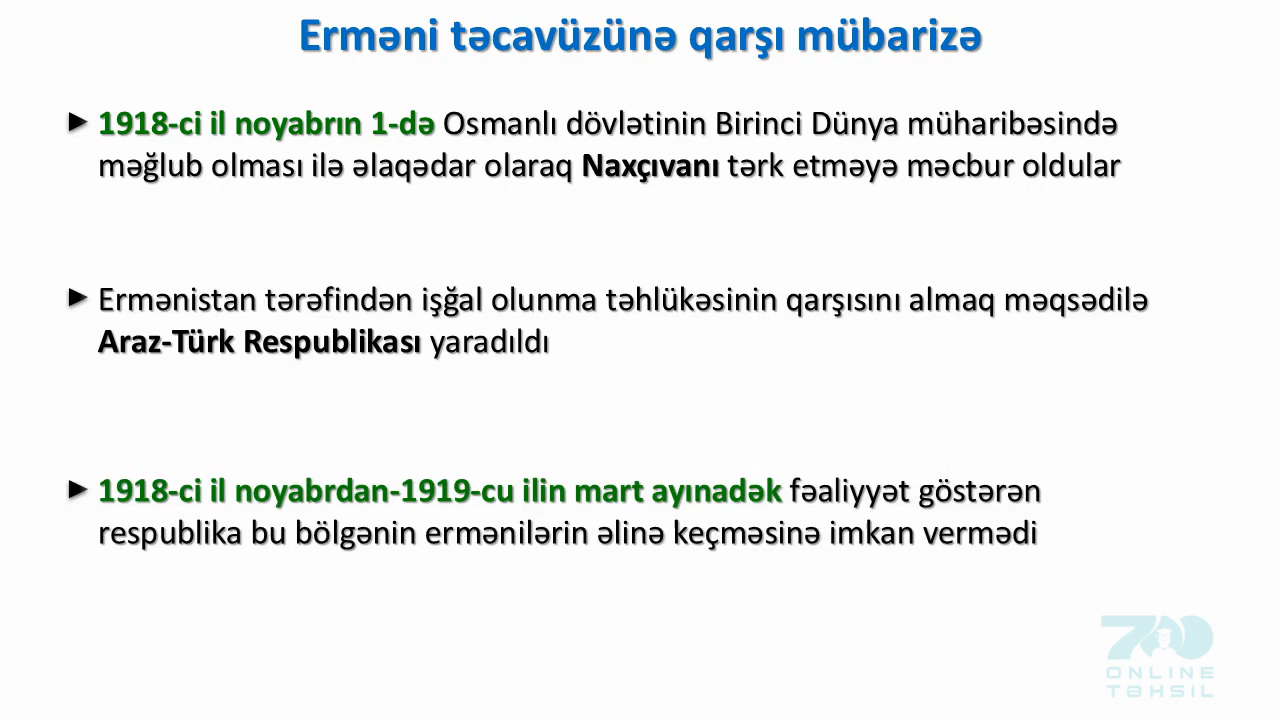 Erməni təcavüzünə qarşı mübarizə
► 1918-ci il noyabrın 1-də Osmanlı dövlətinin Birinci Dünya müharibəsində
məğlub olması ilə əlaqədar olaraq Naxçıvanı tərk etməyə məcbur oldular
► Ermənistan tərəfindən işğal olunma təhlükəsinin qarşısını almaq məqsədilə
Araz-Türk Respublikası yaradıldı
► 1918-ci il noyabrdan-1919-cu ilin mart ayınadək fəaliyyət göstərən
respublika bu bölgənin ermənilərin əlinə keçməsinə imkan vermədi
700
ONLINE
TƏHSIL